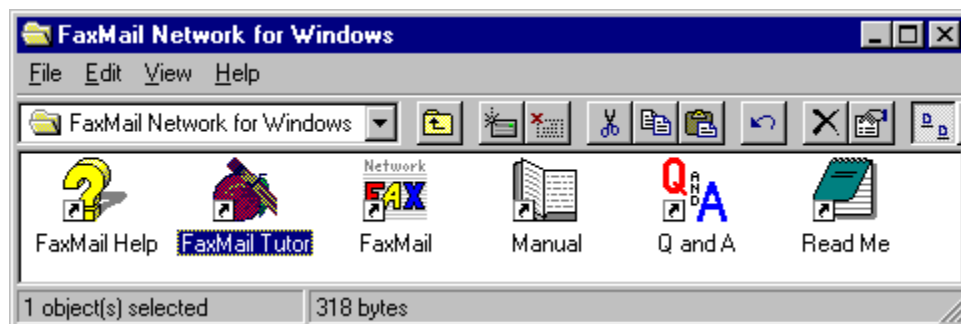 FaxMail Network for Windows
File Edit View Help
FaxMail Network for Windows
Network
FAX
Q AND A
FaxMail Help FaxMail Tutor FaxMail Manual Q and A Read Me
1 object(s) selected 318 bytes